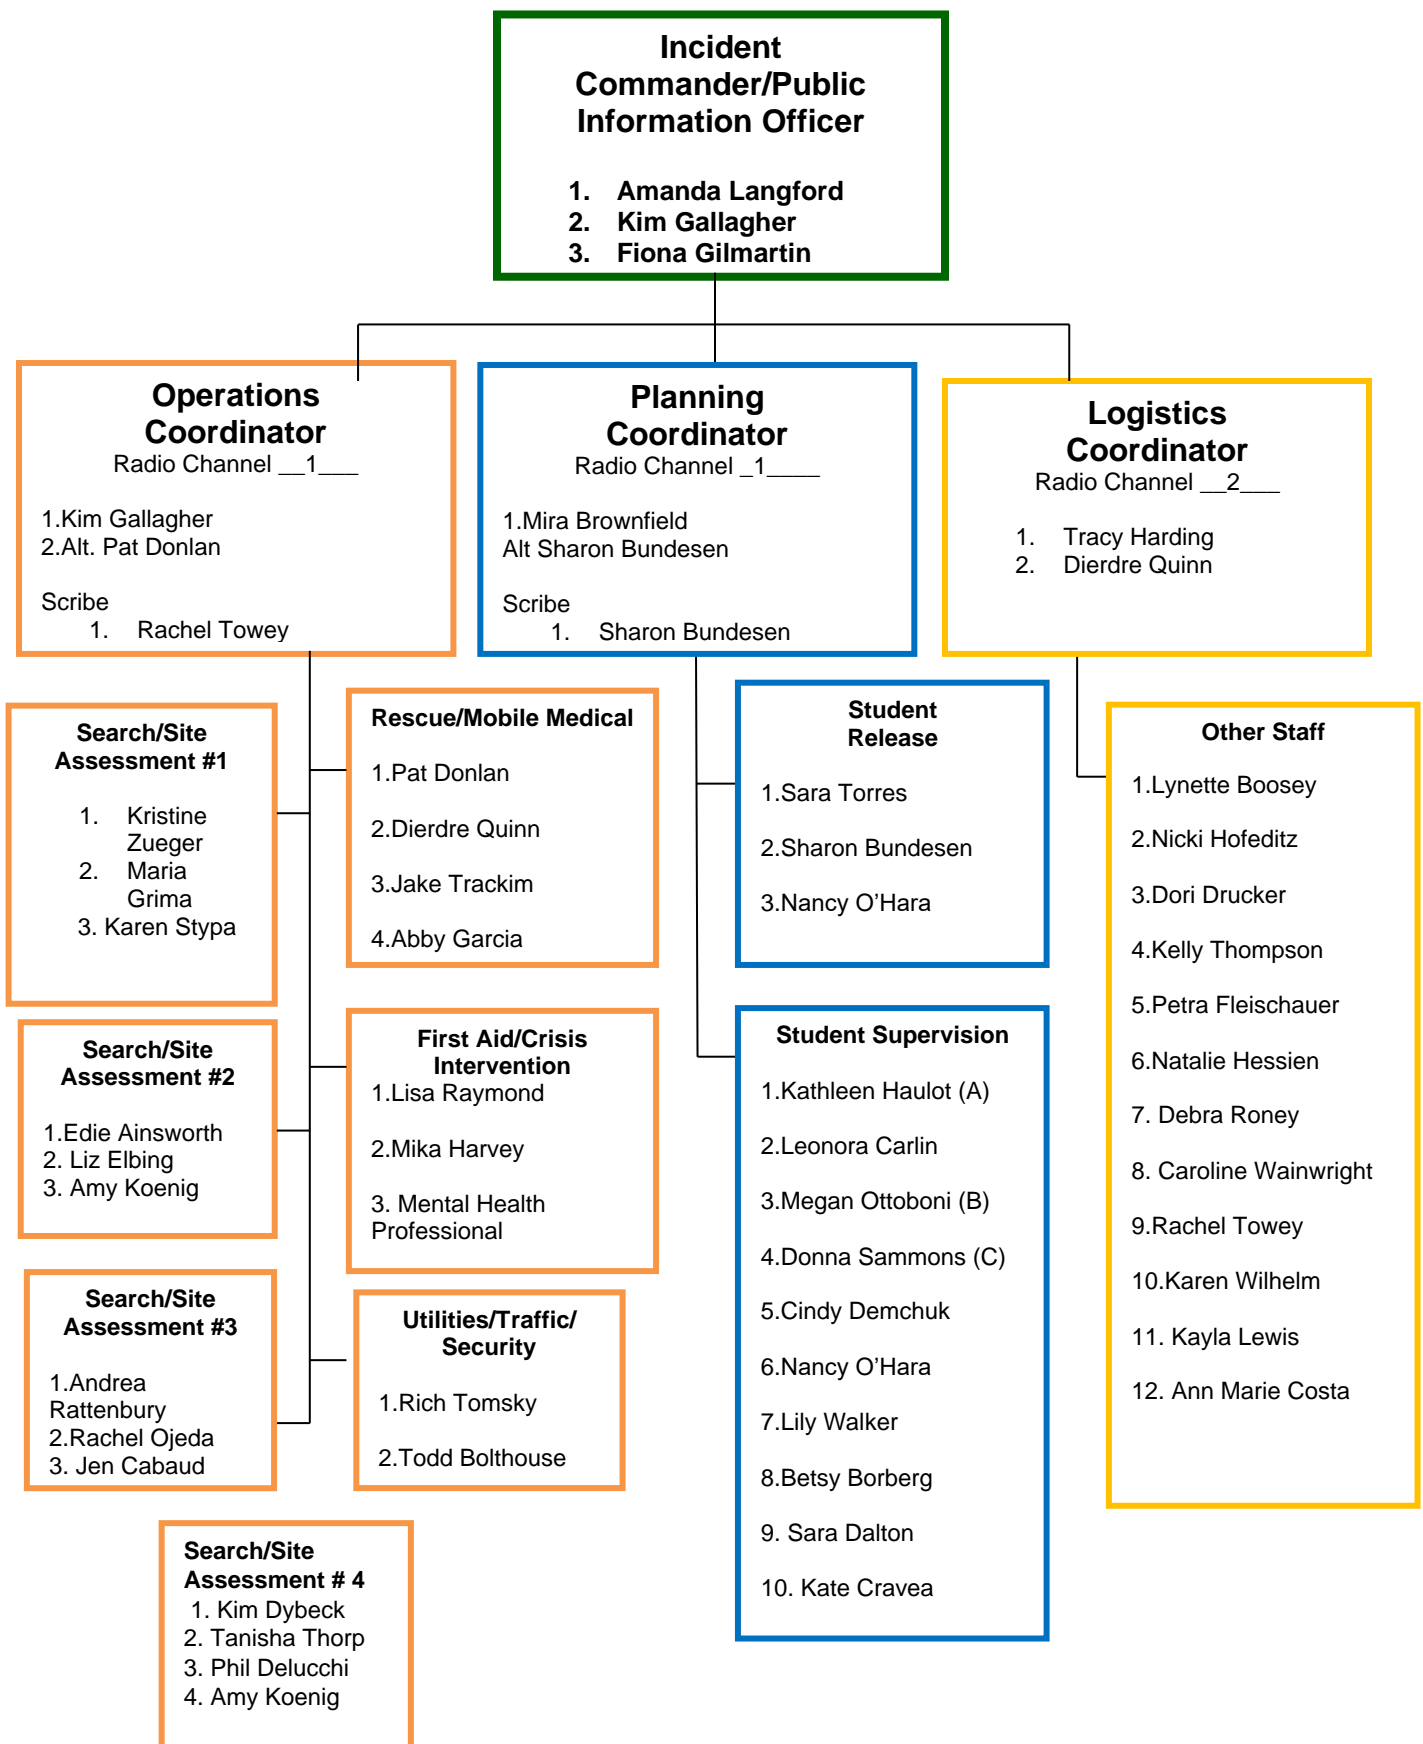 Incident
Commander/Public
Information Officer
1. Amanda Langford
2. Kim Gallagher
3. Fiona Gilmartin
Operations
Coordinator
Radio Channel __1___
1.Kim Gallagher
2.Alt. Pat Donlan
Scribe
1. Rachel Towey
Planning
Coordinator
Radio Channel _1____
1.Mira Brownfield
Alt Sharon Bundesen
Scribe
1. Sharon Bundesen
Logistics
Coordinator
Radio Channel __2___
1. Tracy Harding
2. Dierdre Quinn
Search/Site
Assessment #1
1. Kristine
Zueger
2. Maria
Grima
3. Karen Stypa
Rescue/Mobile Medical
1.Pat Donlan
2.Dierdre Quinn
3.Jake Trackim
4.Abby Garcia
Student
Release
1.Sara Torres
2.Sharon Bundesen
3.Nancy O’Hara
Other Staff
1.Lynette Boosey
2.Nicki Hofeditz
3.Dori Drucker
4.Kelly Thompson
5.Petra Fleischauer
6.Natalie Hessien
7. Debra Roney
8. Caroline Wainwright
9.Rachel Towey
10.Karen Wilhelm
11. Kayla Lewis
12. Ann Marie Costa
Search/Site
Assessment #2
1.Edie Ainsworth
2. Liz Elbing
3. Amy Koenig
First Aid/Crisis
Intervention
1.Lisa Raymond
2.Mika Harvey
3. Mental Health
Professional
Student Supervision
1.Kathleen Haulot (A)
2.Leonora Carlin
3.Megan Ottoboni (B)
4.Donna Sammons (C)
5.Cindy Demchuk
6.Nancy O’Hara
7.Lily Walker
8.Betsy Borberg
9. Sara Dalton
10. Kate Cravea
Search/Site
Assessment #3
1.Andrea
Rattenbury
2.Rachel Ojeda
3. Jen Cabaud
Utilities/Traffic/
Security
1.Rich Tomsky
2.Todd Bolthouse
Search/Site
Assessment # 4
1. Kim Dybeck
2. Tanisha Thorp
3. Phil Delucchi
4. Amy Koenig